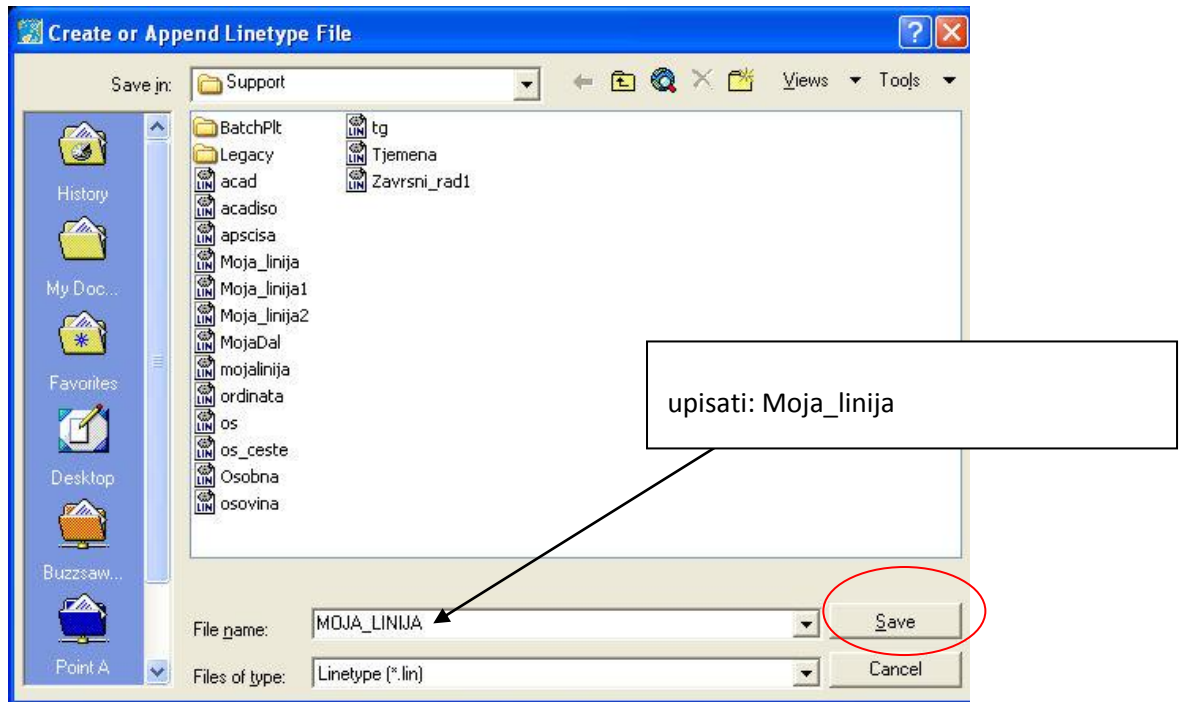 Create or Append Linetype File
Save in:
Support
Views
Tools
History
My Doc...
Favorites
Desktop
Buzzsaw...
Point A
BatchPlt
Legacy
acad
acadiso
apscisa
Moja_linija
Moja_linija1
Moja_linija2
MojaDal
mojalinija
ordinata
os
os_ceste
Osobna
osovina
tg
Tjemena
Zavrsni_rad1
upisati: Moja_linija
File name:
MOJA_LINIJA
Save
Files of type:
Linetype (*.lin)
Cancel